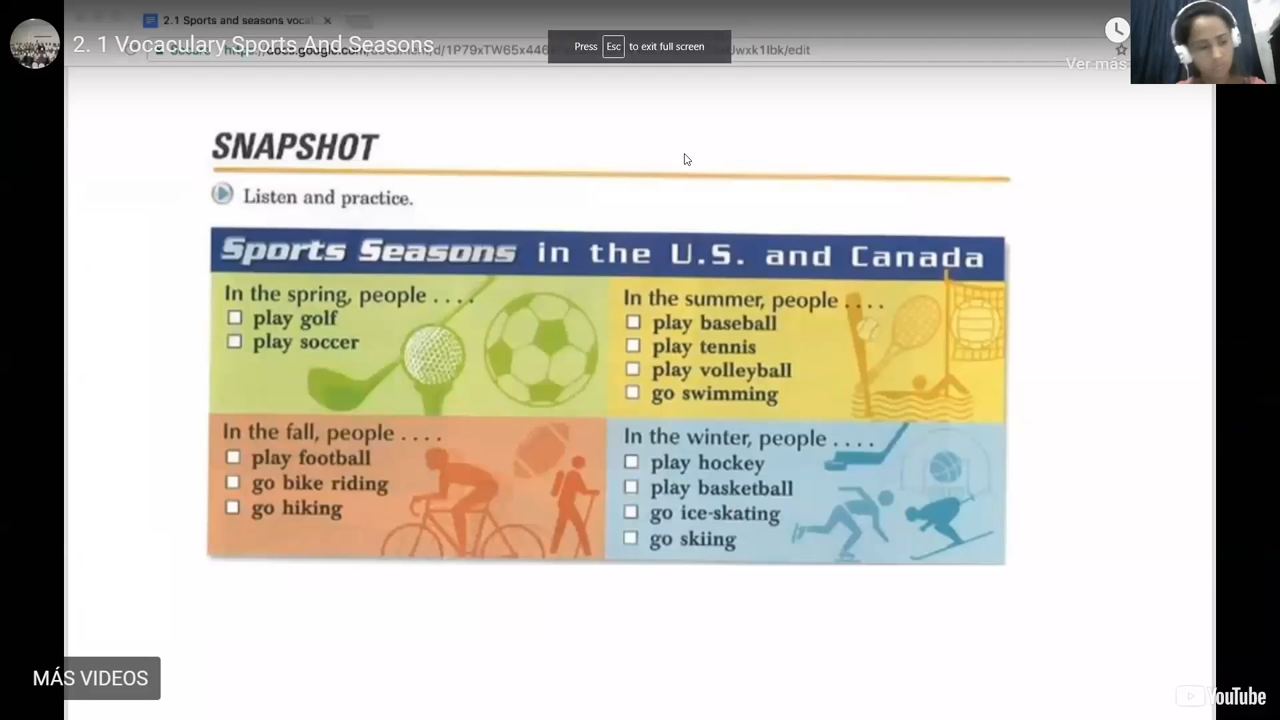 2.1 Sports and seasons voca
2. 1 Vocaculary Sports And Seasons
Press Esc to exit full screen
Ver más
SNAPSHOT
Listen and practice.
Sports Seasons in the U.S. and Canada
In the spring, people . . . .
play golf
play soccer
In the summer, people . . . .
play baseball
play tennis
play volleyball
go swimming
In the fall, people . . . .
play football
go bike riding
go hiking
In the winter, people . . . .
play hockey
play basketball
go ice-skating
go skiing
MÁS VIDEOS
YouTube